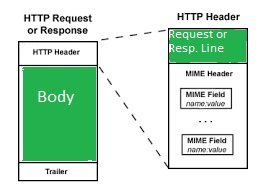 HTTP Request
or Response
HTTP Header
Body
Trailer
HTTP Header
Request or
Resp. Line
MIME Header
MIME Field
name:value
. . .
MIME Field
name:value